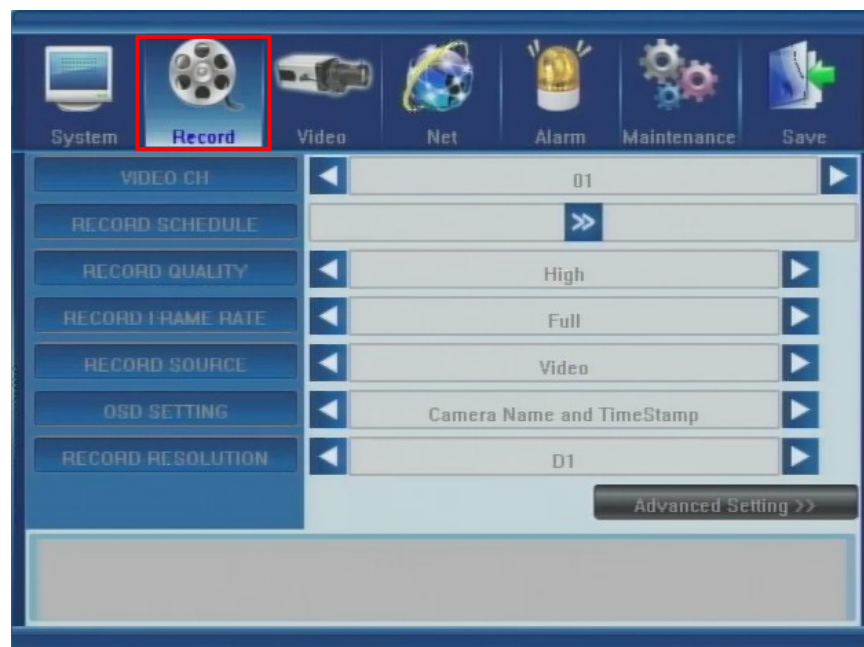 System Record Video Net Alarm Maintenance Save
VIDEO CH 01
RECORD SCHEDULE
RECORD QUALITY High
RECORD FRAME RATE Full
RECORD SOURCE Video
OSD SETTING Camera Name and TimeStamp
RECORD RESOLUTION D1
Advanced Setting >>